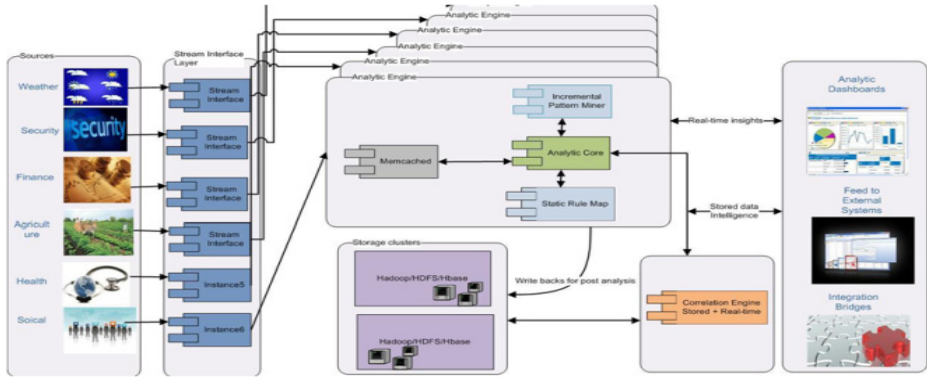 Sources
Weather
Security
Finance
Agricult
ure
Health
Soical
security
Stream Interface
Layer
Stream
Interface
Stream
Interface
Stream
Interface
Stream
Interface
Instance5
Instance6
Analytic Engine
Analytic Engine
Analytic Engine
Analytic Engine
Analytic Engine
Incremental
Pattern Miner
Memcached
Analytic Core
Static Rule Map
Storage clusters
Hadoop/HDFS/Hbase
Hadoop/HDFS/Hbase
Write backs for post analysis
Real-time insights
Stored data
Intelligence
Correlation Engine
Stored + Real-time
Analytic
Dashboards
Feed to
External
Systems
Integration
Bridges